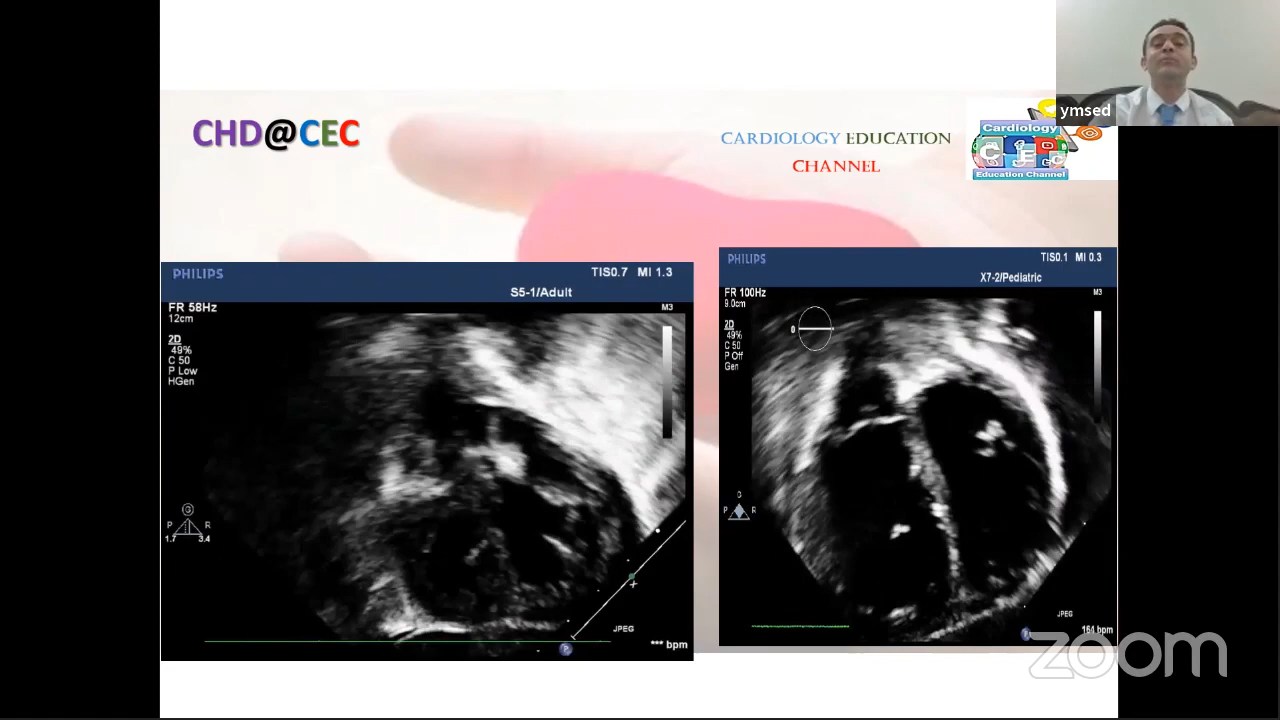 ymsed
CHD@CEC
CARDIOLOGY EDUCATION
CHANNEL
Cardiology
Education Channel
PHILIPS
TIS0.7 MI 1.3
S5-1/Adult
FR 58Hz
12cm
M3
2D
49%
C 50
P Low
HGen
G
P R
1.7 3.4
JPEG
*** bpm
P
PHILIPS
TIS0.1 MI 0.3
X7-2/Pediatric
FR 100Hz
9.0cm
M3
0
2D
49%
C 50
P Off
Gen
P R
JPEG
164 bpm
zoom